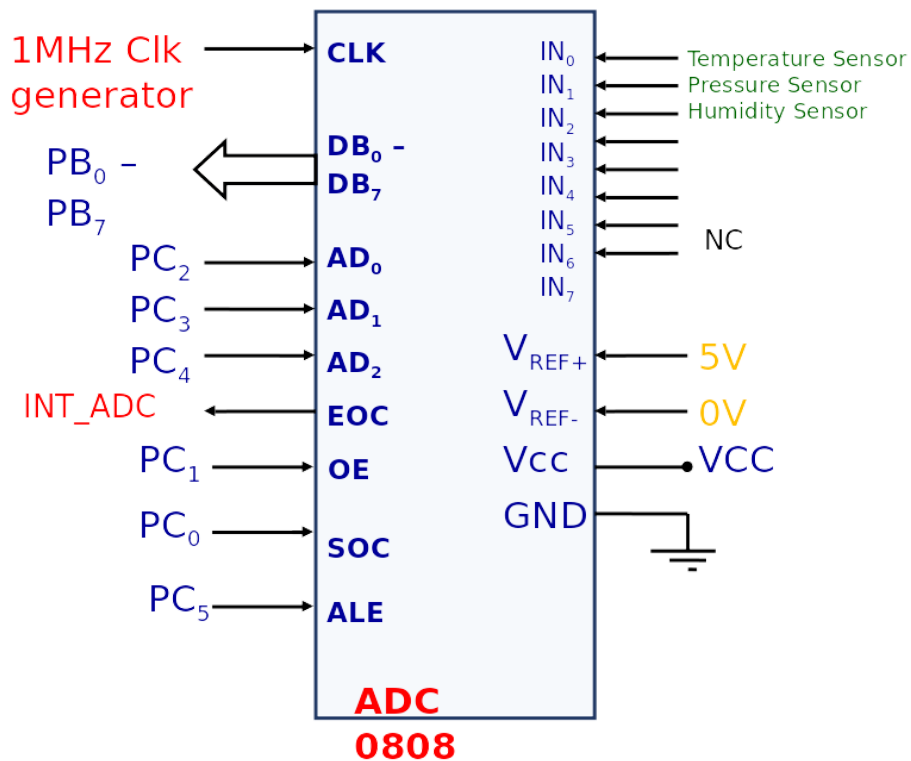 1MHz Clk
generator
PB0 –
PB7
PC2
PC3
PC4
INT_ADC
PC1
PC0
PC5
CLK
DB0 –
DB7
AD0
AD1
AD2
EOC
OE
SOC
ALE
IN0
IN1
IN2
IN3
IN4
IN5
IN6
IN7
VREF+
VREF-
Vcc
GND
Temperature Sensor
Pressure Sensor
Humidity Sensor
NC
5V
0V
VCC
ADC
0808